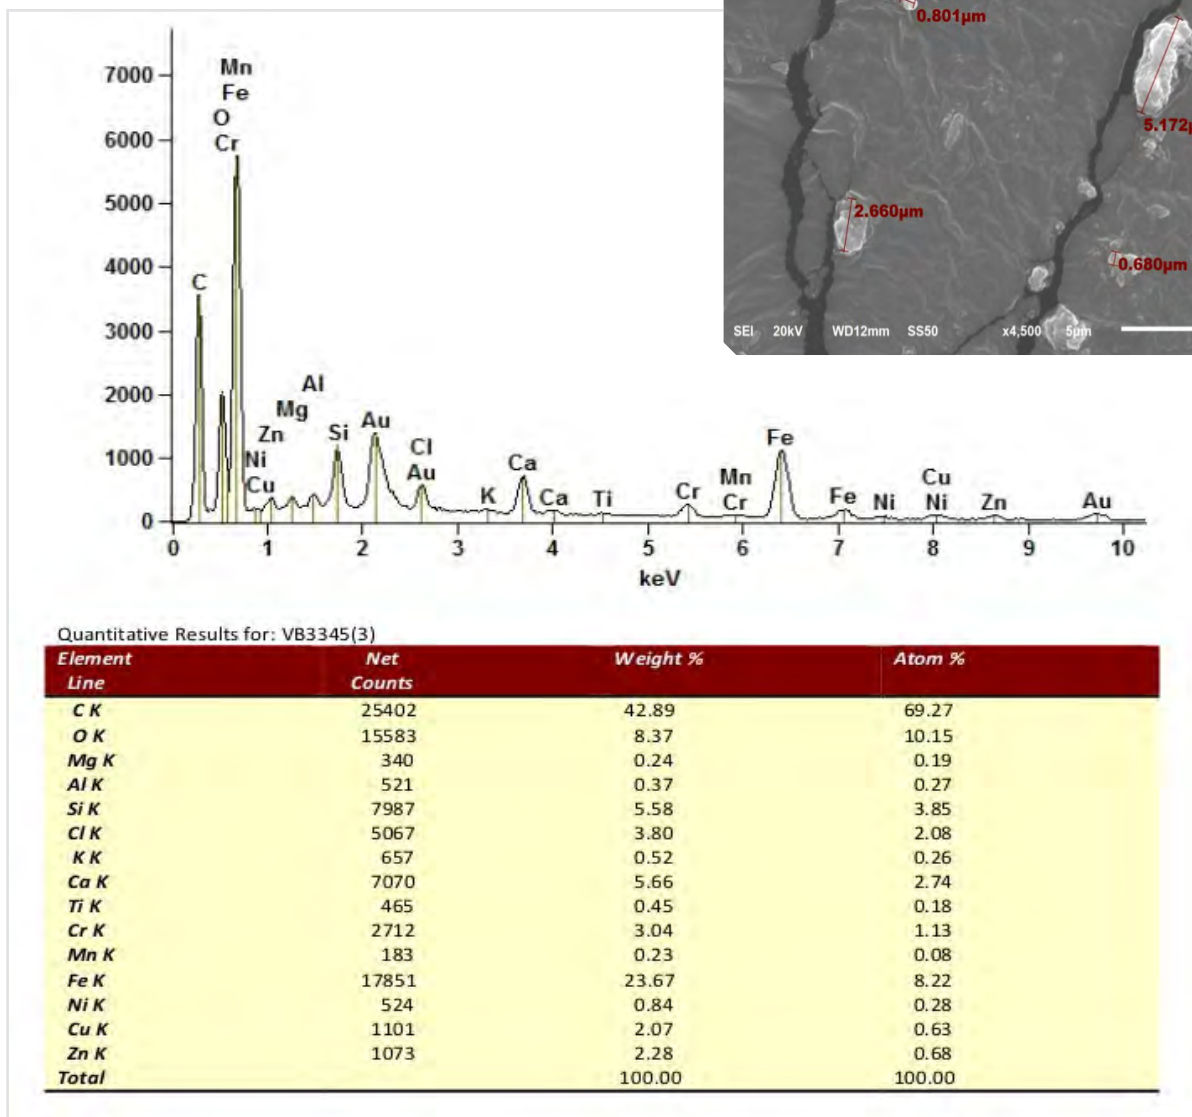 0.801µm
5.172
2.660µm
0.680µm
SEI 20kV WD12mm SS50 x4,500 5µm
7000
6000
5000
4000
3000
2000
1000
0
Mn
Fe
O
Cr
C
Al
Mg
Zn
Ni
Cu
Si
Au
Cl
Au
K
Ca
Ca
Ti
Cr
Mn
Cr
Fe
Fe
Ni
Cu
Ni
Zn
Au
0 1 2 3 4 5 6 7 8 9 10
keV
Quantitative Results for: VB3345(3)
Element Net Weight % Atom %
Line Counts
C K 25402 42.89 69.27
O K 15583 8.37 10.15
Mg K 340 0.24 0.19
Al K 521 0.37 0.27
Si K 7987 5.58 3.85
Cl K 5067 3.80 2.08
K K 657 0.52 0.26
Ca K 7070 5.66 2.74
Ti K 465 0.45 0.18
Cr K 2712 3.04 1.13
Mn K 183 0.23 0.08
Fe K 17851 23.67 8.22
Ni K 524 0.84 0.28
Cu K 1101 2.07 0.63
Zn K 1073 2.28 0.68
Total 100.00 100.00